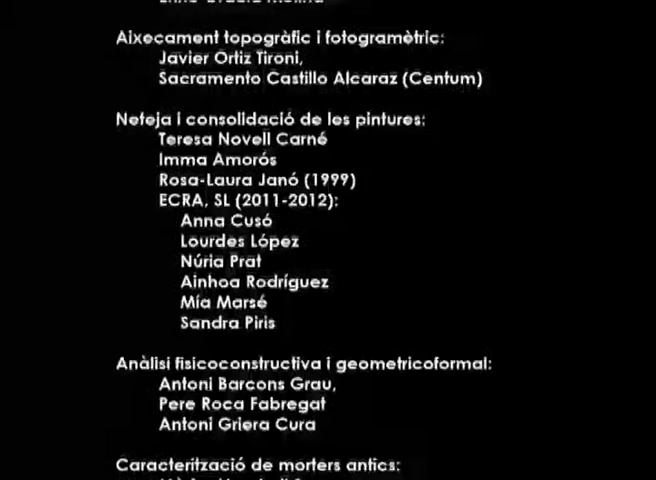 Aixecament topogràfic i fotogramètric:
Javier Ortiz Tironi,
Sacramento Castillo Alcaraz (Centum)
Neteja i consolidació de les pintures:
Teresa Novell Carné
Imma Amorós
Rosa-Laura Janó (1999)
ECRA, SL (2011-2012):
Anna Cusó
Lourdes López
Núria Prat
Ainhoa Rodríguez
Mía Marsé
Sandra Piris
Anàlisi fisicoconstructiva i geometricoformal:
Antoni Barcons Grau,
Pere Roca Fabregat
Antoni Griera Cura
Caracterització de morters antics: